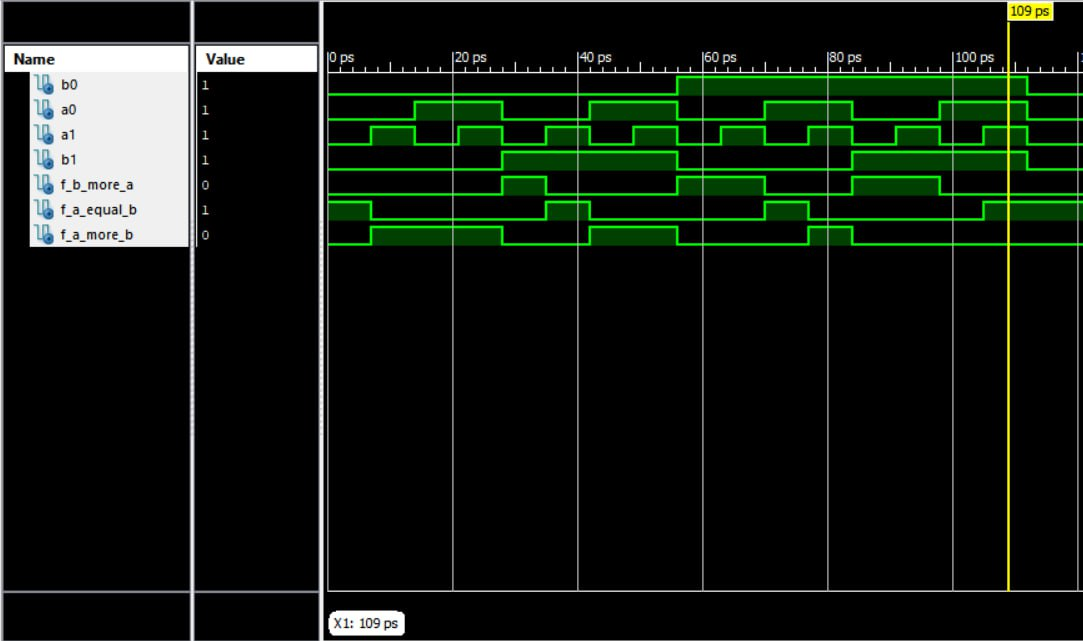 109 ps
Name Value
0 ps 20 ps 40 ps 60 ps 80 ps 100 ps
b0 1
a0 1
a1 1
b1 1
f_b_more_a 0
f_a_equal_b 1
f_a_more_b 0
X1: 109 ps